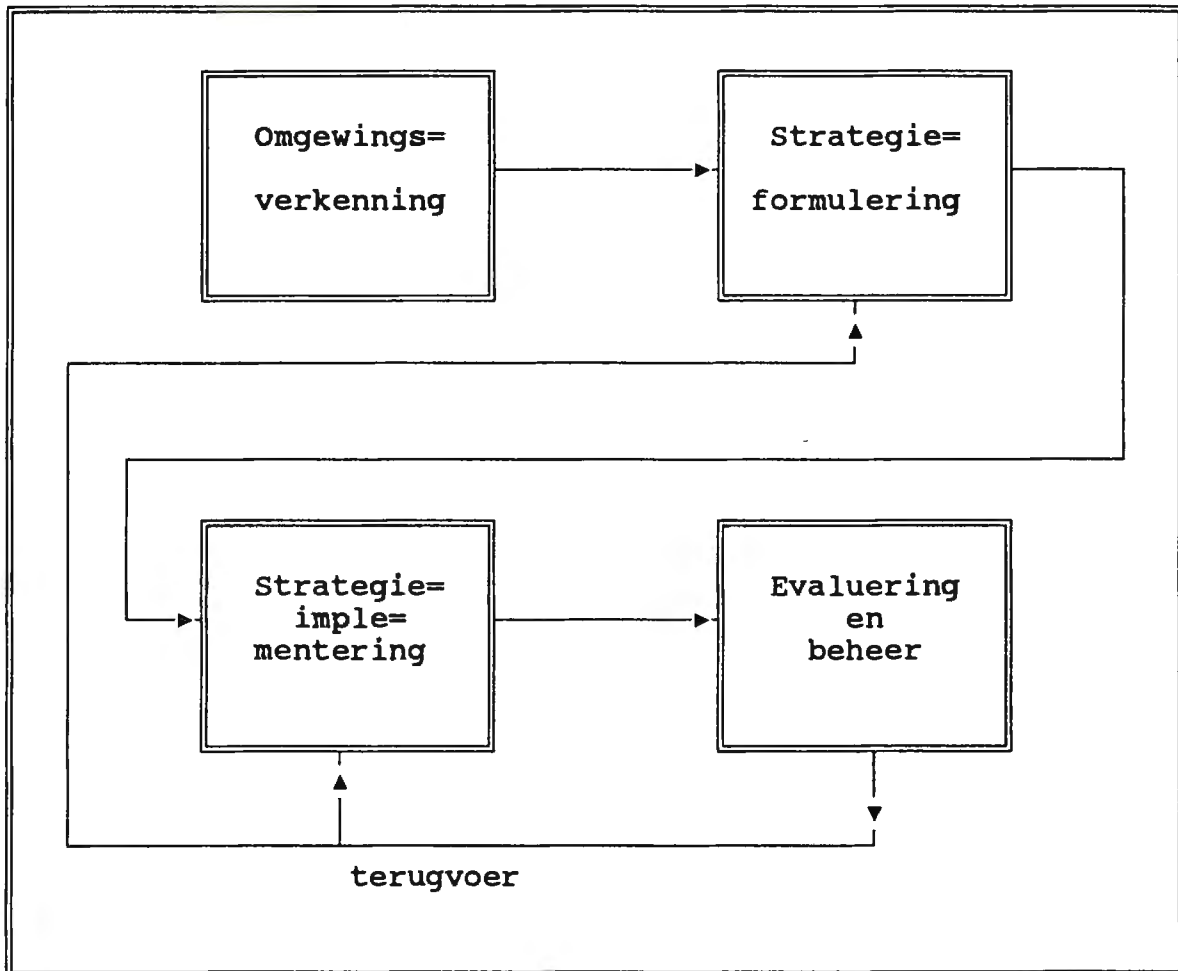 Omgewings=
verkenning
Strategie=
formulering
Strategie=
imple=
mentering
Evaluering
en
beheer
terugvoer